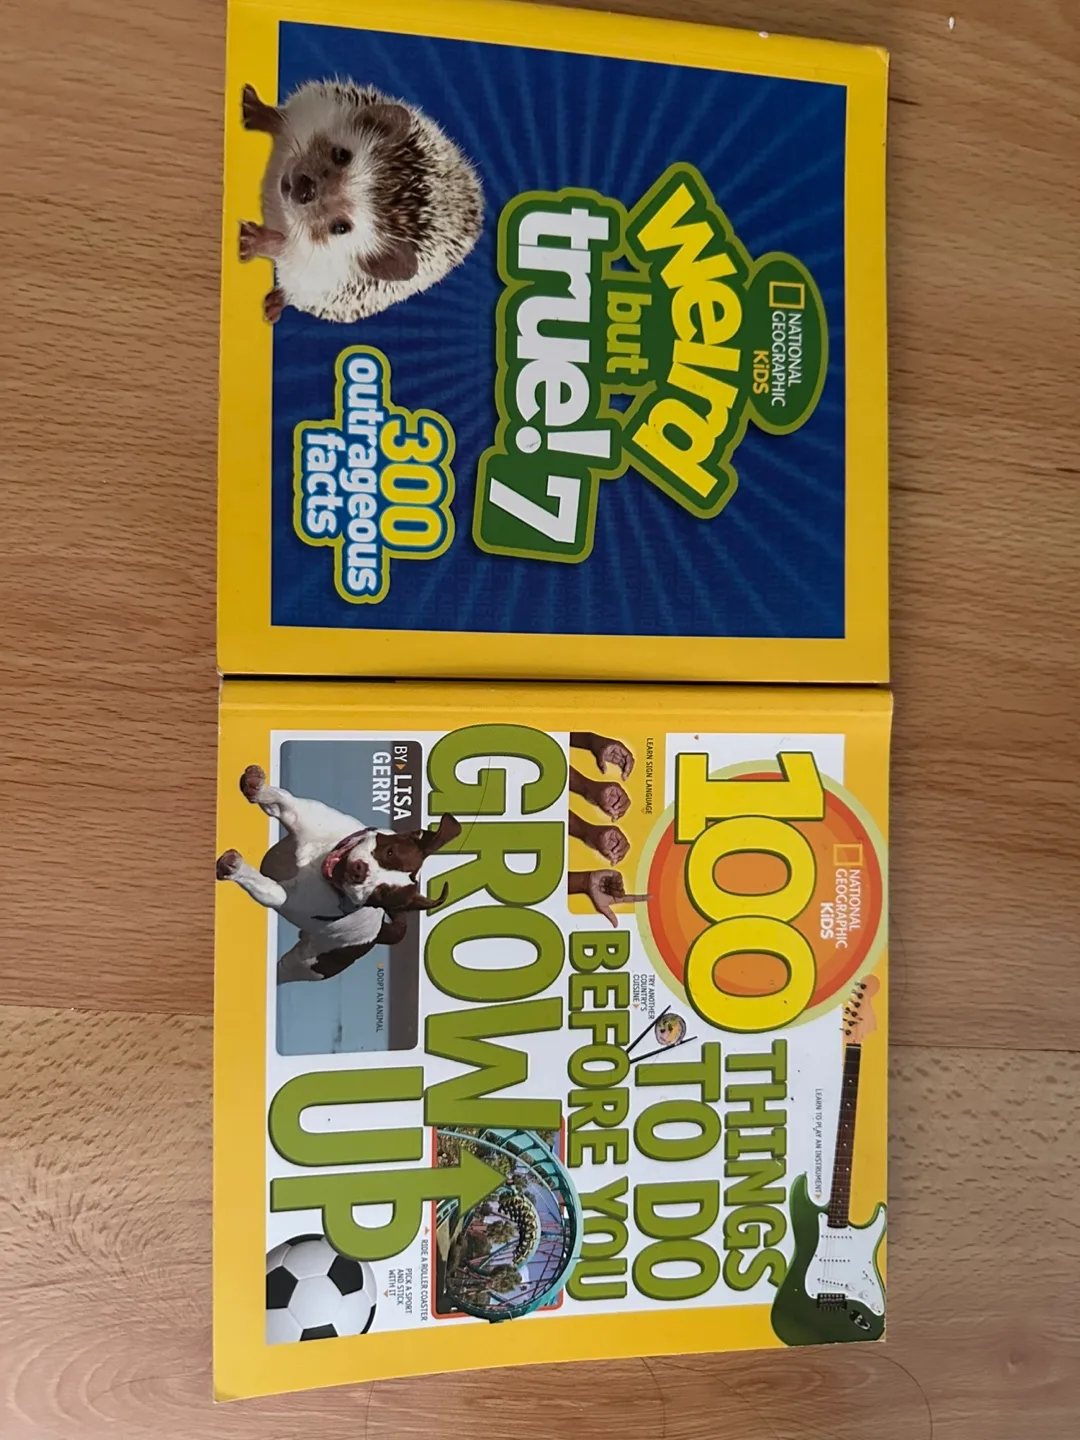 NATIONAL
GEOGRAPHIC
KiDS
weird
but
true! 7
300
outrageous
facts
NATIONAL
GEOGRAPHIC
KiDS
100
THINGS
TO DO
BEFORE YOU
GROW
UP
LEARN TO PLAY AN INSTRUMENT
LEARN SIGN LANGUAGE
TRY ANOTHER
COUNTRY'S
CUISINE
BY LISA
GERRY
ADOPT AN ANIMAL
RIDE A ROLLER COASTER
PICK A SPORT
AND STICK
WITH IT